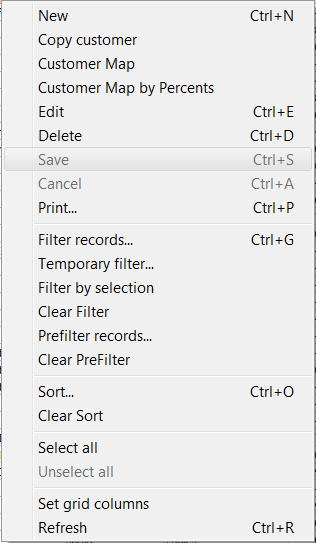 New Ctrl+N
Copy customer
Customer Map
Customer Map by Percents
Edit Ctrl+E
Delete Ctrl+D
Save Ctrl+S
Cancel Ctrl+A
Print... Ctrl+P
Filter records... Ctrl+G
Temporary filter...
Filter by selection
Clear Filter
Prefilter records...
Clear PreFilter
Sort... Ctrl+O
Clear Sort
Select all
Unselect all
Set grid columns
Refresh Ctrl+R